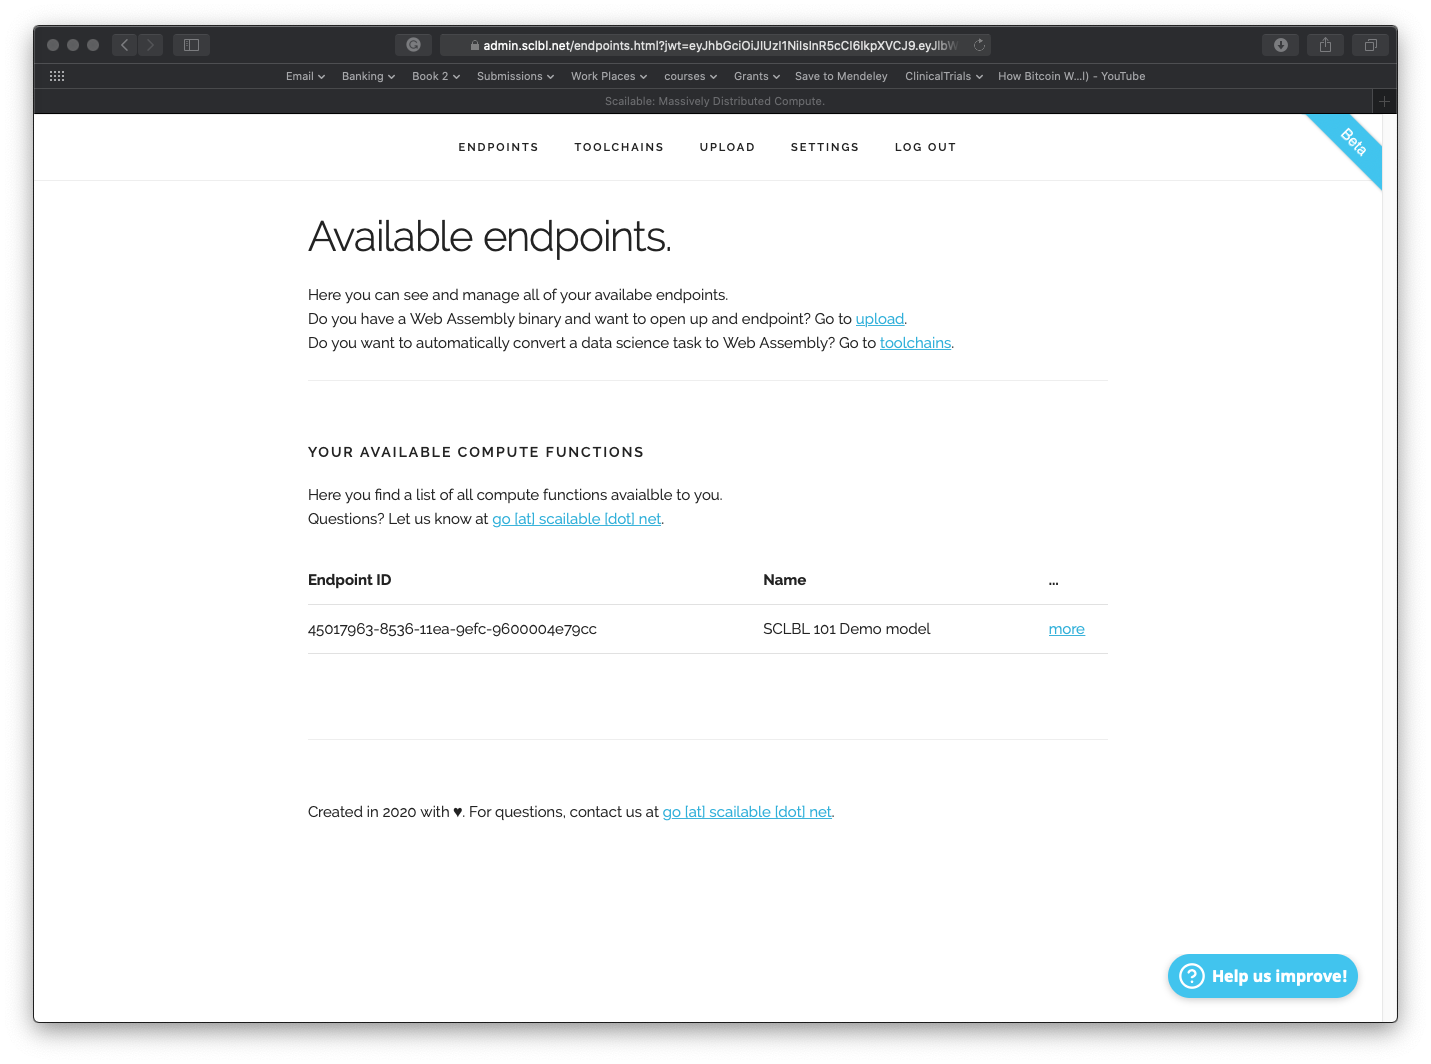 admin.sclbl.net/endpoints.html?jwt=eyJhbGciOiJIUzI1NiIsInR5cCI6IkpXVCJ9.eyJlbW
Email Banking Book 2 Submissions Work Places courses Grants Save to Mendeley ClinicalTrials How Bitcoin W...l) - YouTube
Scailable: Massively Distributed Compute.
ENDPOINTS TOOLCHAINS UPLOAD SETTINGS LOG OUT
Beta
Available endpoints.
Here you can see and manage all of your availabe endpoints.
Do you have a Web Assembly binary and want to open up and endpoint? Go to upload.
Do you want to automatically convert a data science task to Web Assembly? Go to toolchains.
YOUR AVAILABLE COMPUTE FUNCTIONS
Here you find a list of all compute functions avaialble to you.
Questions? Let us know at go [at] scailable [dot] net.
Endpoint ID Name ...
45017963-8536-11ea-9efc-9600004e79cc SCLBL 101 Demo model more
Created in 2020 with ♥. For questions, contact us at go [at] scailable [dot] net.
Help us improve!